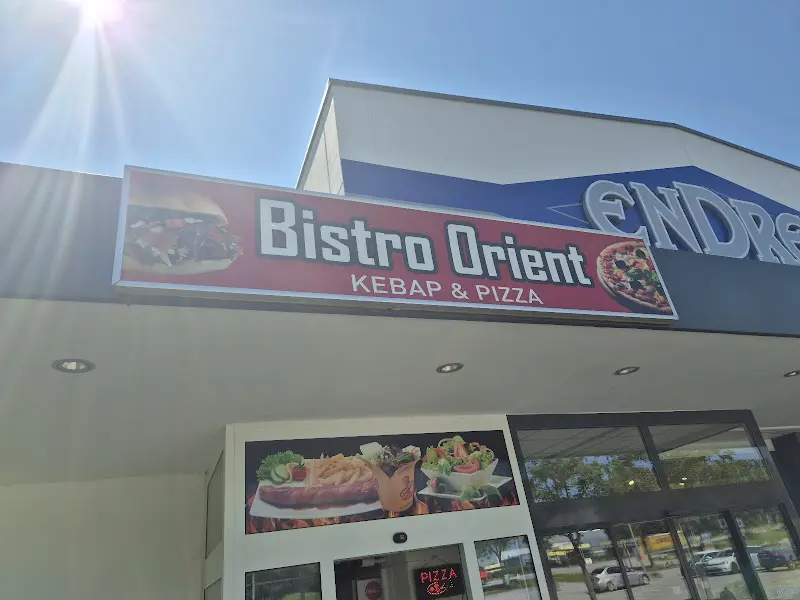 Bistro Orient
KEBAP & PIZZA
ENDRE
PIZZA